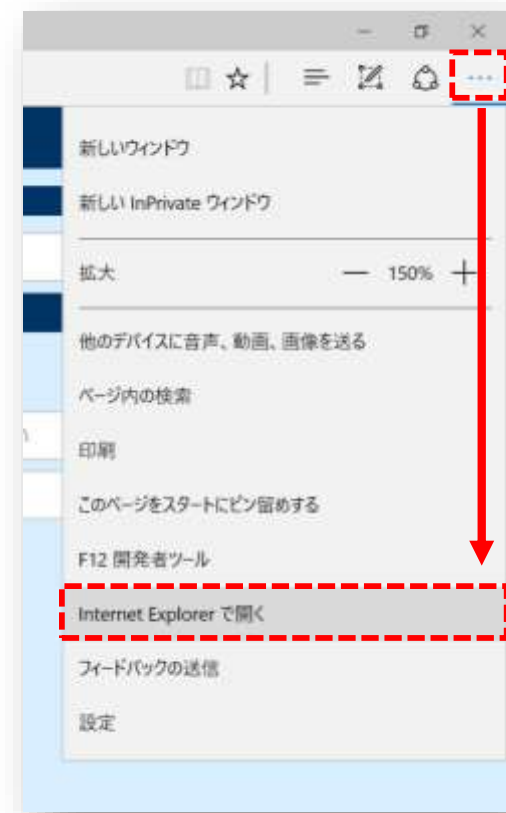 新しいウィンドウ
新しい InPrivate ウィンドウ
拡大 — 150% +
他のデバイスに音声、動画、画像を送る
ページ内の検索
印刷
このページをスタートにピン留めする
F12 開発者ツール
Internet Explorer で開く
フィードバックの送信
設定